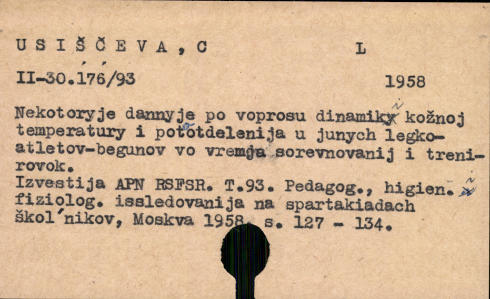 USIŠČEVA, C L
II-30.176/93 1958
Nekotoryje dannyje po voprosu dinamiky kožnoj
temperatury i potótdelenija u junych legko-
atletov-begunov vo vremja sorevnovanij i treni-
rovok.
Izvestija APN RSFSR. T.93. Pedagog., higien. i
fiziolog. issledovanija na spartakiadach
škol'nikov, Moskva 1958, s. 127 - 134.